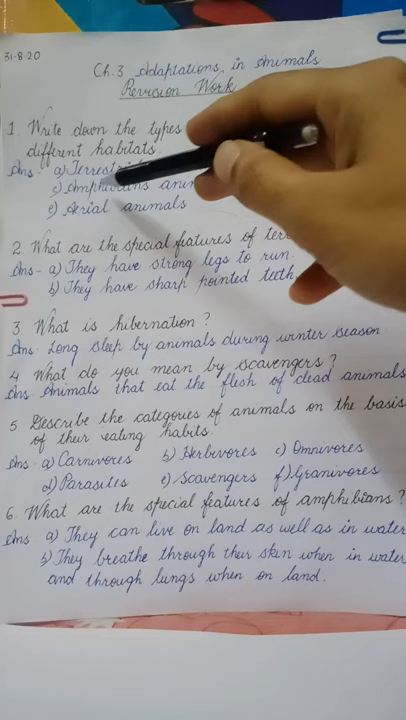 31-8-20
Ch.3 Adaptations in Animals
Revision Work
1. Write down the types
different habitats.
Ans - a) Terrestri
c) Amphibians anim
e) Aerial animals
2. What are the special features of
Ans - a) They have strong legs to run.
b) They have sharp pointed teeth.
3. What is hibernation?
Ans. Long sleep by animals during winter season
4. What do you mean by scavengers?
Ans. Animals that eat the flesh of dead animals
5. Describe the categories of animals on the basis
of their eating habits.
Ans - a) Carnivores b) Herbivores c) Omnivores
d) Parasites e) Scavengers f) Granivores
6. What are the special features of amphibians?
Ans a) They can live on land as well as in water
b) They breathe through their skin when in water
and through lungs when on land.